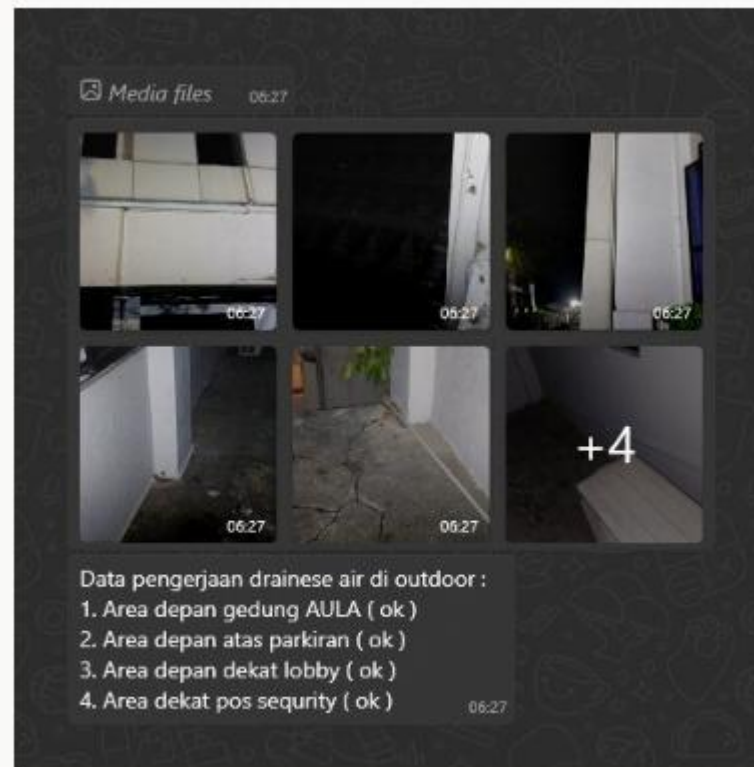 Media files 06:27
06:27 06:27 06:27
06:27 06:27 +4
Data pengerjaan drainese air di outdoor :
1. Area depan gedung AULA ( ok )
2. Area depan atas parkiran ( ok )
3. Area depan dekat lobby ( ok )
4. Area dekat pos sequrity ( ok ) 06:27